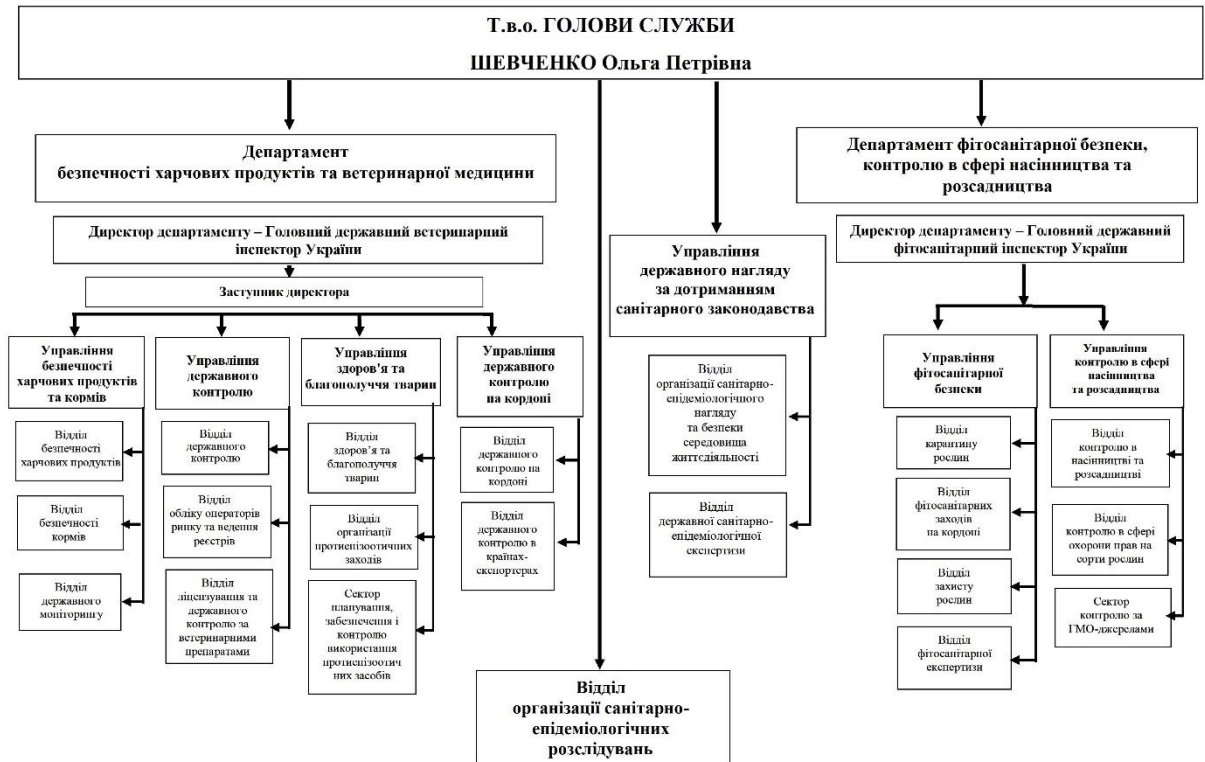 Т.в.о. ГОЛОВИ СЛУЖБИ
ШЕВЧЕНКО Ольга Петрівна
Департамент
безпечності харчових продуктів та ветеринарної медицини
Директор департаменту – Головний державний ветеринарний
інспектор України
Заступник директора
Управління
безпечності
харчових продуктів
та кормів
Відділ
безпечності
харчових продуктів
Відділ
безпечності
кормів
Відділ
державного
моніторингу
Управління
державного
контролю
Відділ
державного
контролю
Відділ
обліку операторів
ринку та ведення
реєстрів
Відділ
ліцензування та
державного
контролю за
ветеринарними
препаратами
Управління
здоров'я та
благополуччя тварин
Відділ
здоров’я та
благополуччя
тварин
Відділ
організації
протиепізоотичних
заходів
Сектор
планування,
забезпечення і
контролю
використання
протиепізоотич
них засобів
Управління
державного
контролю
на кордоні
Відділ
державного
контролю на
кордоні
Відділ
державного
контролю в
країнах-
експортерах
Відділ
організації санітарно-
епідеміологічних
розслідувань
Управління
державного нагляду
за дотриманням
санітарного законодавства
Відділ
організації санітарно-
епідеміологічного
нагляду
та безпеки
середовища
життєдіяльності
Відділ
державної санітарно-
епідеміологічної
експертизи
Департамент фітосанітарної безпеки,
контролю в сфері насінництва та
розсадництва
Директор департаменту – Головний державний
фітосанітарний інспектор України
Управління
фітосанітарної
безпеки
Відділ
карантину
рослин
Відділ
фітосанітарних
заходів
на кордоні
Відділ
захисту
рослин
Відділ
фітосанітарної
експертизи
Управління
контролю в сфері
насінництва
та розсадництва
Відділ
контролю в
насінництві та
розсадництві
Відділ
контролю в сфері
охорони прав на
сорти рослин
Сектор
контролю за
ГМО-джерелами